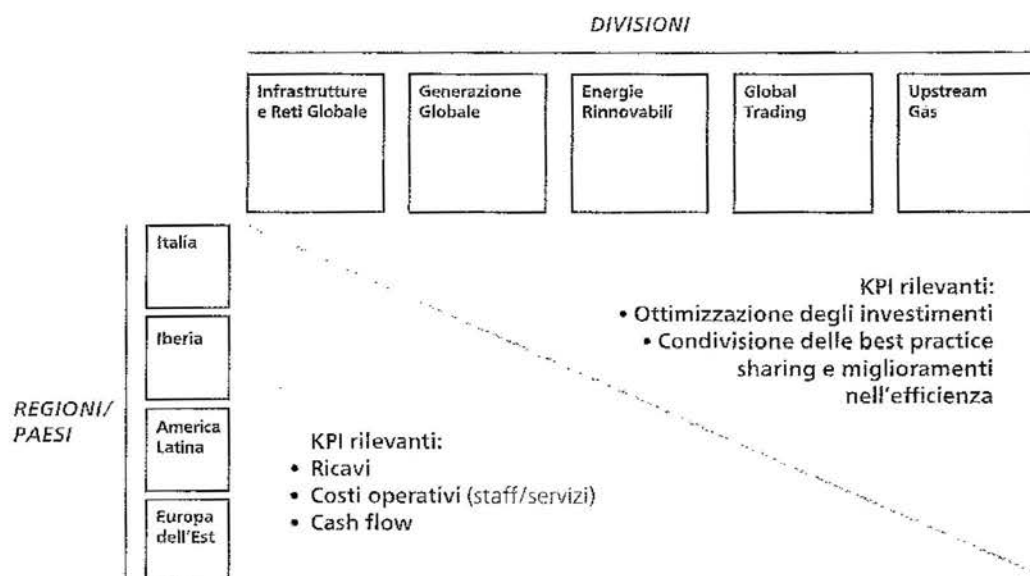 DIVISIONI
Infrastrutture
e Reti Globale
Generazione
Globale
Energie
Rinnovabili
Global
Trading
Upstream
Gas
REGIONI/
PAESI
Italia
Iberia
America
Latina
Europa
dell'Est
KPI rilevanti:
• Ottimizzazione degli investimenti
• Condivisione delle best practice
sharing e miglioramenti
nell'efficienza
KPI rilevanti:
• Ricavi
• Costi operativi (staff/servizi)
• Cash flow